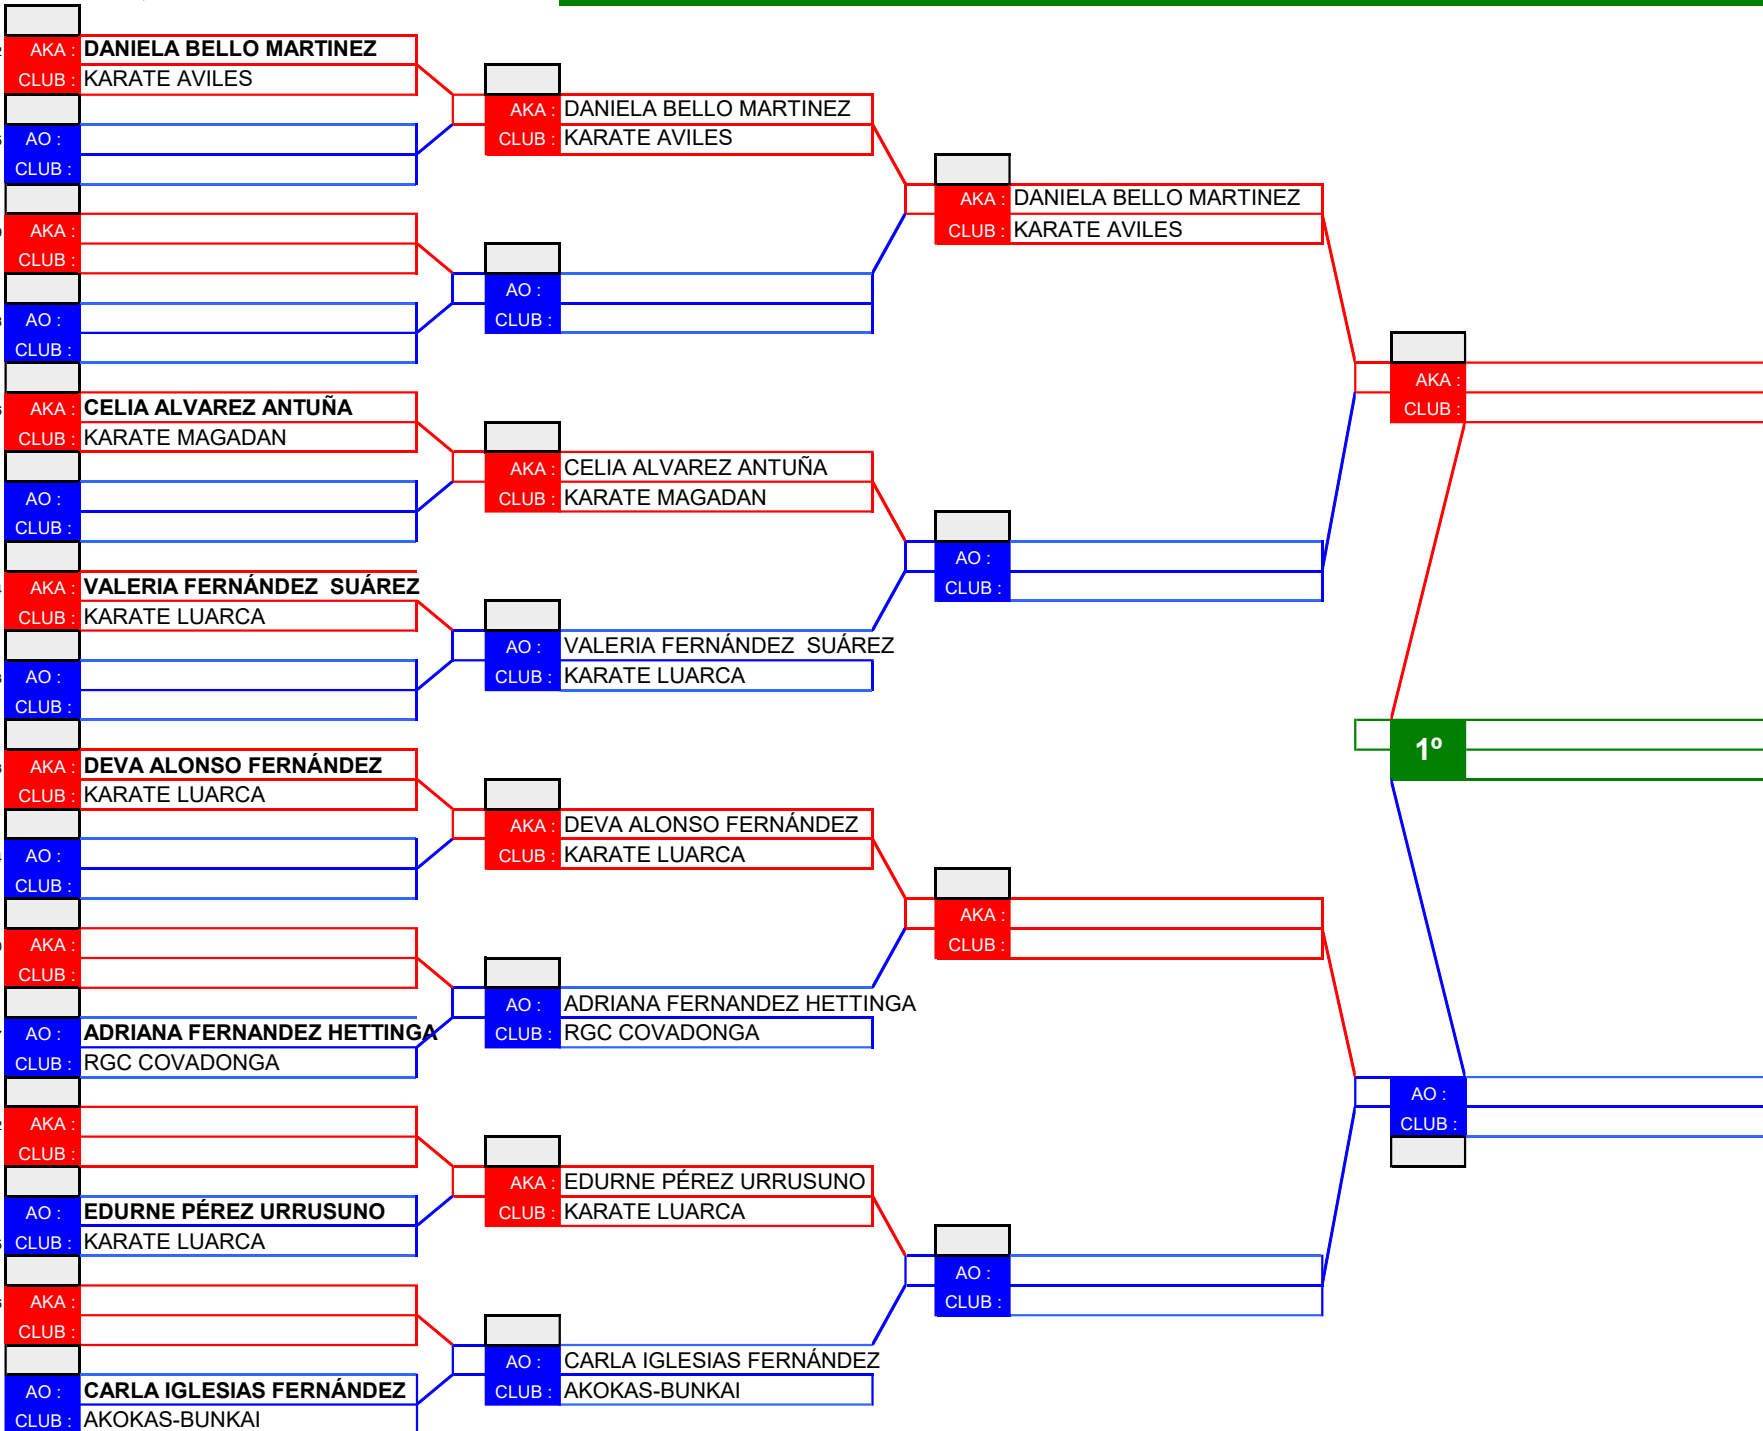 AKA : DANIELA BELLO MARTINEZ
CLUB : KARATE AVILES
AO :
CLUB :
AKA :
CLUB :
AO :
CLUB :
AKA : CELIA ALVAREZ ANTUÑA
CLUB : KARATE MAGADAN
AO :
CLUB :
AKA : VALERIA FERNÁNDEZ SUÁREZ
CLUB : KARATE LUARCA
AO :
CLUB :
AKA : DEVA ALONSO FERNÁNDEZ
CLUB : KARATE LUARCA
AO :
CLUB :
AKA :
CLUB :
AO : ADRIANA FERNANDEZ HETTINGA
CLUB : RGC COVADONGA
AKA :
CLUB :
AO : EDURNE PÉREZ URRUSUNO
CLUB : KARATE LUARCA
AKA :
CLUB :
AO : CARLA IGLESIAS FERNÁNDEZ
CLUB : AKOKAS-BUNKAI
AKA : DANIELA BELLO MARTINEZ
CLUB : KARATE AVILES
AO :
CLUB :
AKA : CELIA ALVAREZ ANTUÑA
CLUB : KARATE MAGADAN
AO : VALERIA FERNÁNDEZ SUÁREZ
CLUB : KARATE LUARCA
AKA : DEVA ALONSO FERNÁNDEZ
CLUB : KARATE LUARCA
AO : ADRIANA FERNANDEZ HETTINGA
CLUB : RGC COVADONGA
AKA : EDURNE PÉREZ URRUSUNO
CLUB : KARATE LUARCA
AO : CARLA IGLESIAS FERNÁNDEZ
CLUB : AKOKAS-BUNKAI
AKA : DANIELA BELLO MARTINEZ
CLUB : KARATE AVILES
AO :
CLUB :
AKA :
CLUB :
AO :
CLUB :
AKA :
CLUB :
1º
AO :
CLUB :